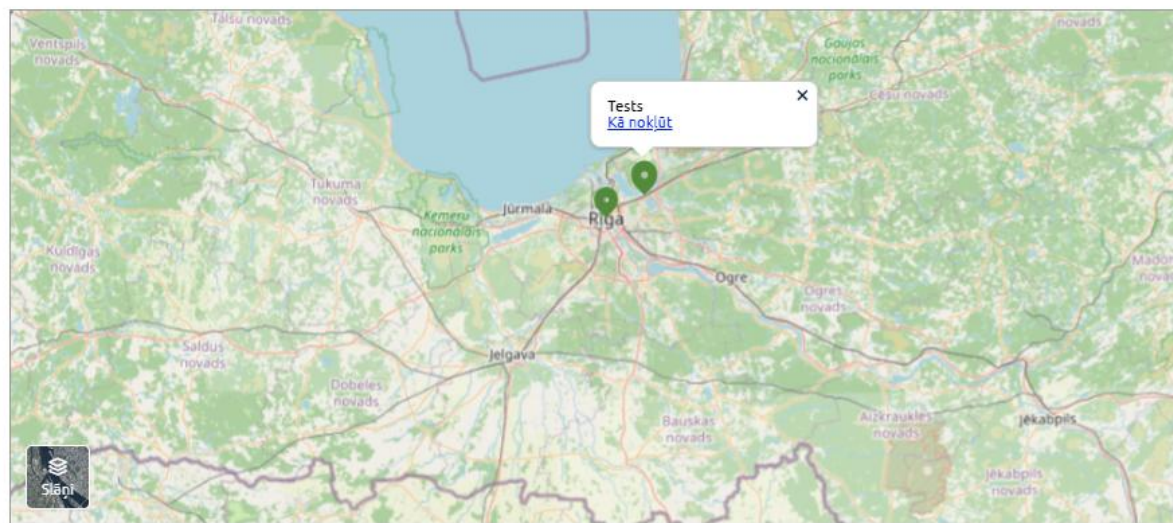 Talsu novads
novads
Ventspils
novads
Gaujas
nacionālais
parks
Cēsu novads
Tests
Kā nokļūt
Tukuma
novads
Ķemeru
nacionālais
parks
Jūrmala
Rīga
Kuldīgas
novads
Madon
novads
Ogre
Ogres
novads
Saldus
novads
Jelgava
Dobeles
novads
Bauskas
novads
Aizkraukles
novads
Jēkabpils
Jēkabpils
novads
Slāņi